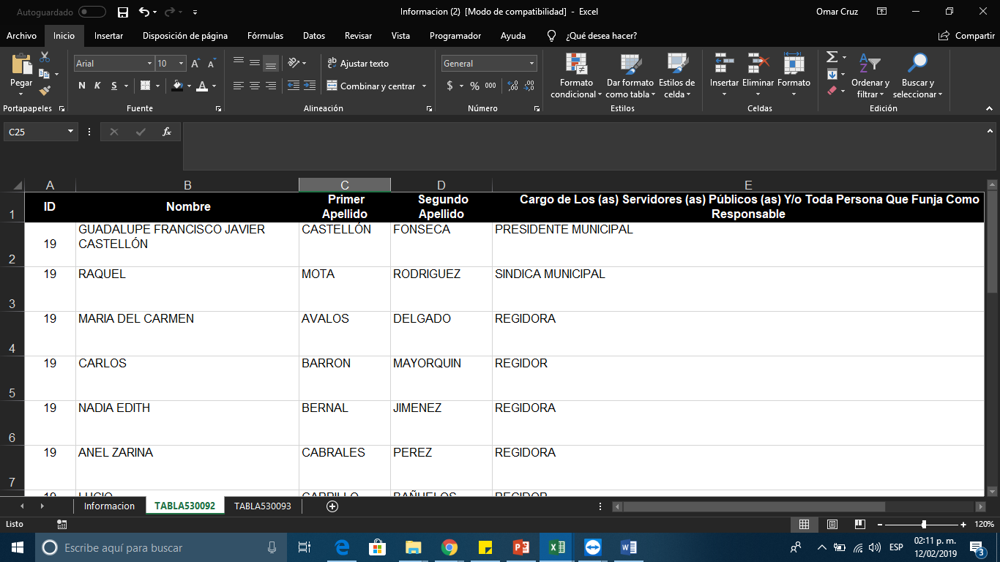 Autoguardado
Informacion (2) [Modo de compatibilidad] - Excel
Omar Cruz
Archivo Inicio Insertar Disposición de página Fórmulas Datos Revisar Vista Programador Ayuda ¿Qué desea hacer? Compartir
Pegar
Portapapeles
Arial 10
N K S
Fuente
Ajustar texto
Combinar y centrar
Alineación
General
$ % 000
Número
Formato condicional
Dar formato como tabla
Estilos de celda
Estilos
Insertar Eliminar Formato
Celdas
Ordenar y filtrar
Buscar y seleccionar
Edición
C25 fx
A B C D E
1 ID Nombre Primer Apellido Segundo Apellido Cargo de Los (as) Servidores (as) Públicos (as) Y/o Toda Persona Que Funja Como Responsable
2 19 GUADALUPE FRANCISCO JAVIER CASTELLÓN CASTELLÓN FONSECA PRESIDENTE MUNICIPAL
3 19 RAQUEL MOTA RODRIGUEZ SINDICA MUNICIPAL
4 19 MARIA DEL CARMEN AVALOS DELGADO REGIDORA
5 19 CARLOS BARRON MAYORQUIN REGIDOR
6 19 NADIA EDITH BERNAL JIMENEZ REGIDORA
7 19 ANEL ZARINA CABRALES PEREZ REGIDORA
19 LUCIO CARRILLO BAÑUELOS REGIDOR
Informacion TABLA530092 TABLA530093
Listo
120%
Escribe aquí para buscar
ESP
02:11 p. m.
12/02/2019
3